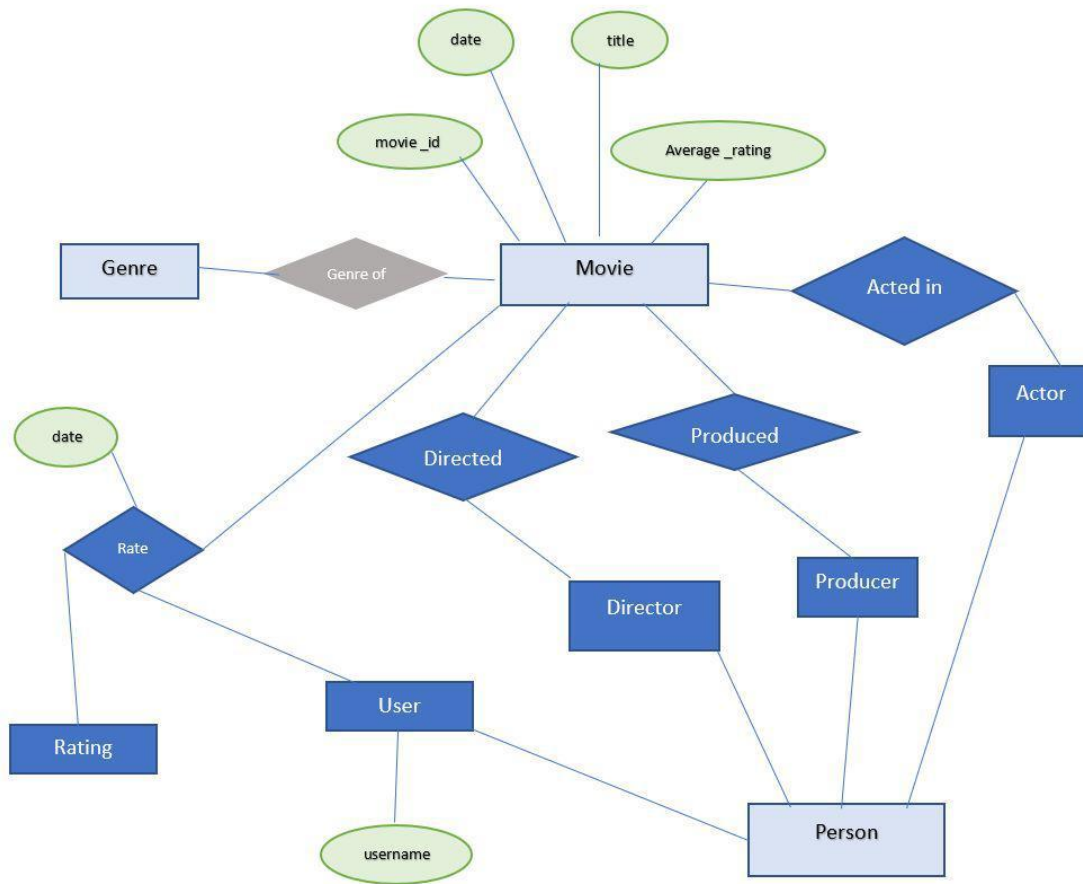 date
title
movie _id
Average _rating
Genre
Genre of
Movie
Acted in
Actor
date
Directed
Produced
Rate
Director
Producer
User
Rating
Person
username